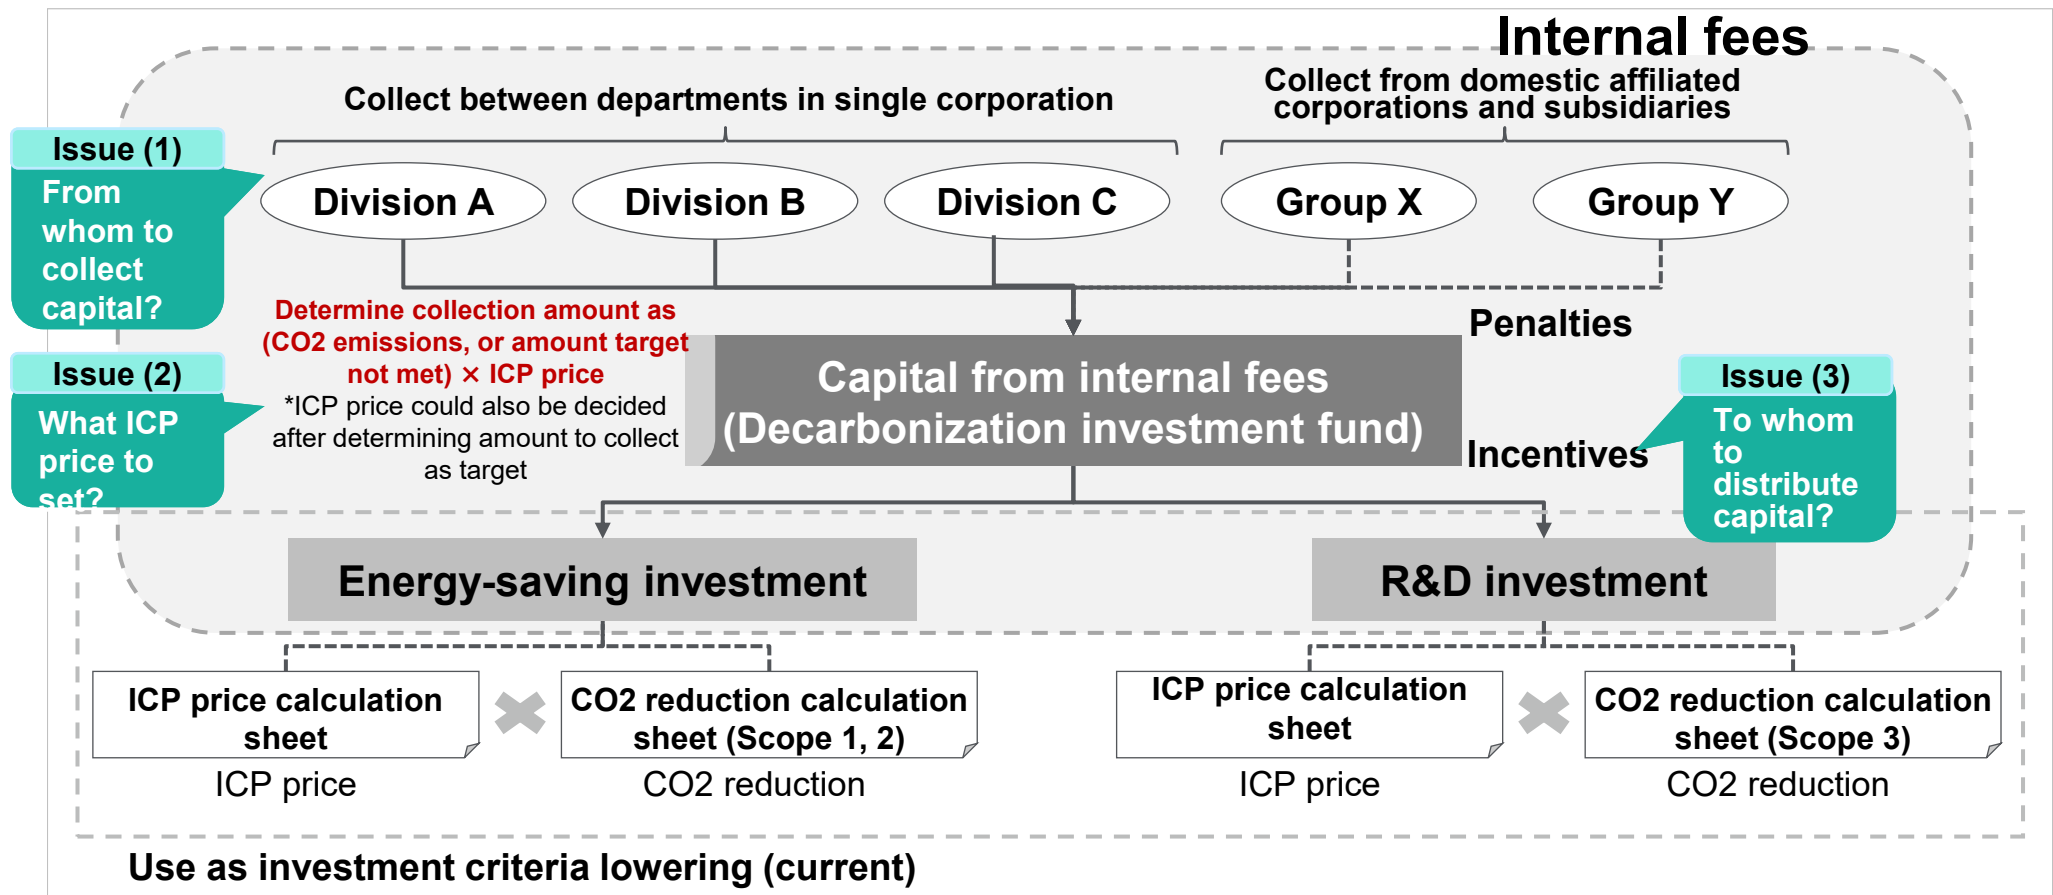 Internal fees
Collect between departments in single corporation
Collect from domestic affiliated
corporations and subsidiaries
Issue (1)
From
whom to
collect
capital?
Division A
Division B
Division C
Group X
Group Y
Determine collection amount as
(CO2 emissions, or amount target
not met) × ICP price
*ICP price could also be decided
after determining amount to collect
as target
Penalties
Issue (2)
What ICP
price to
set?
Capital from internal fees
(Decarbonization investment fund)
Incentives
Issue (3)
To whom
to
distribute
capital?
Energy-saving investment
R&D investment
ICP price calculation
sheet
ICP price
CO2 reduction calculation
sheet (Scope 1, 2)
CO2 reduction
ICP price calculation
sheet
ICP price
CO2 reduction calculation
sheet (Scope 3)
CO2 reduction
Use as investment criteria lowering (current)